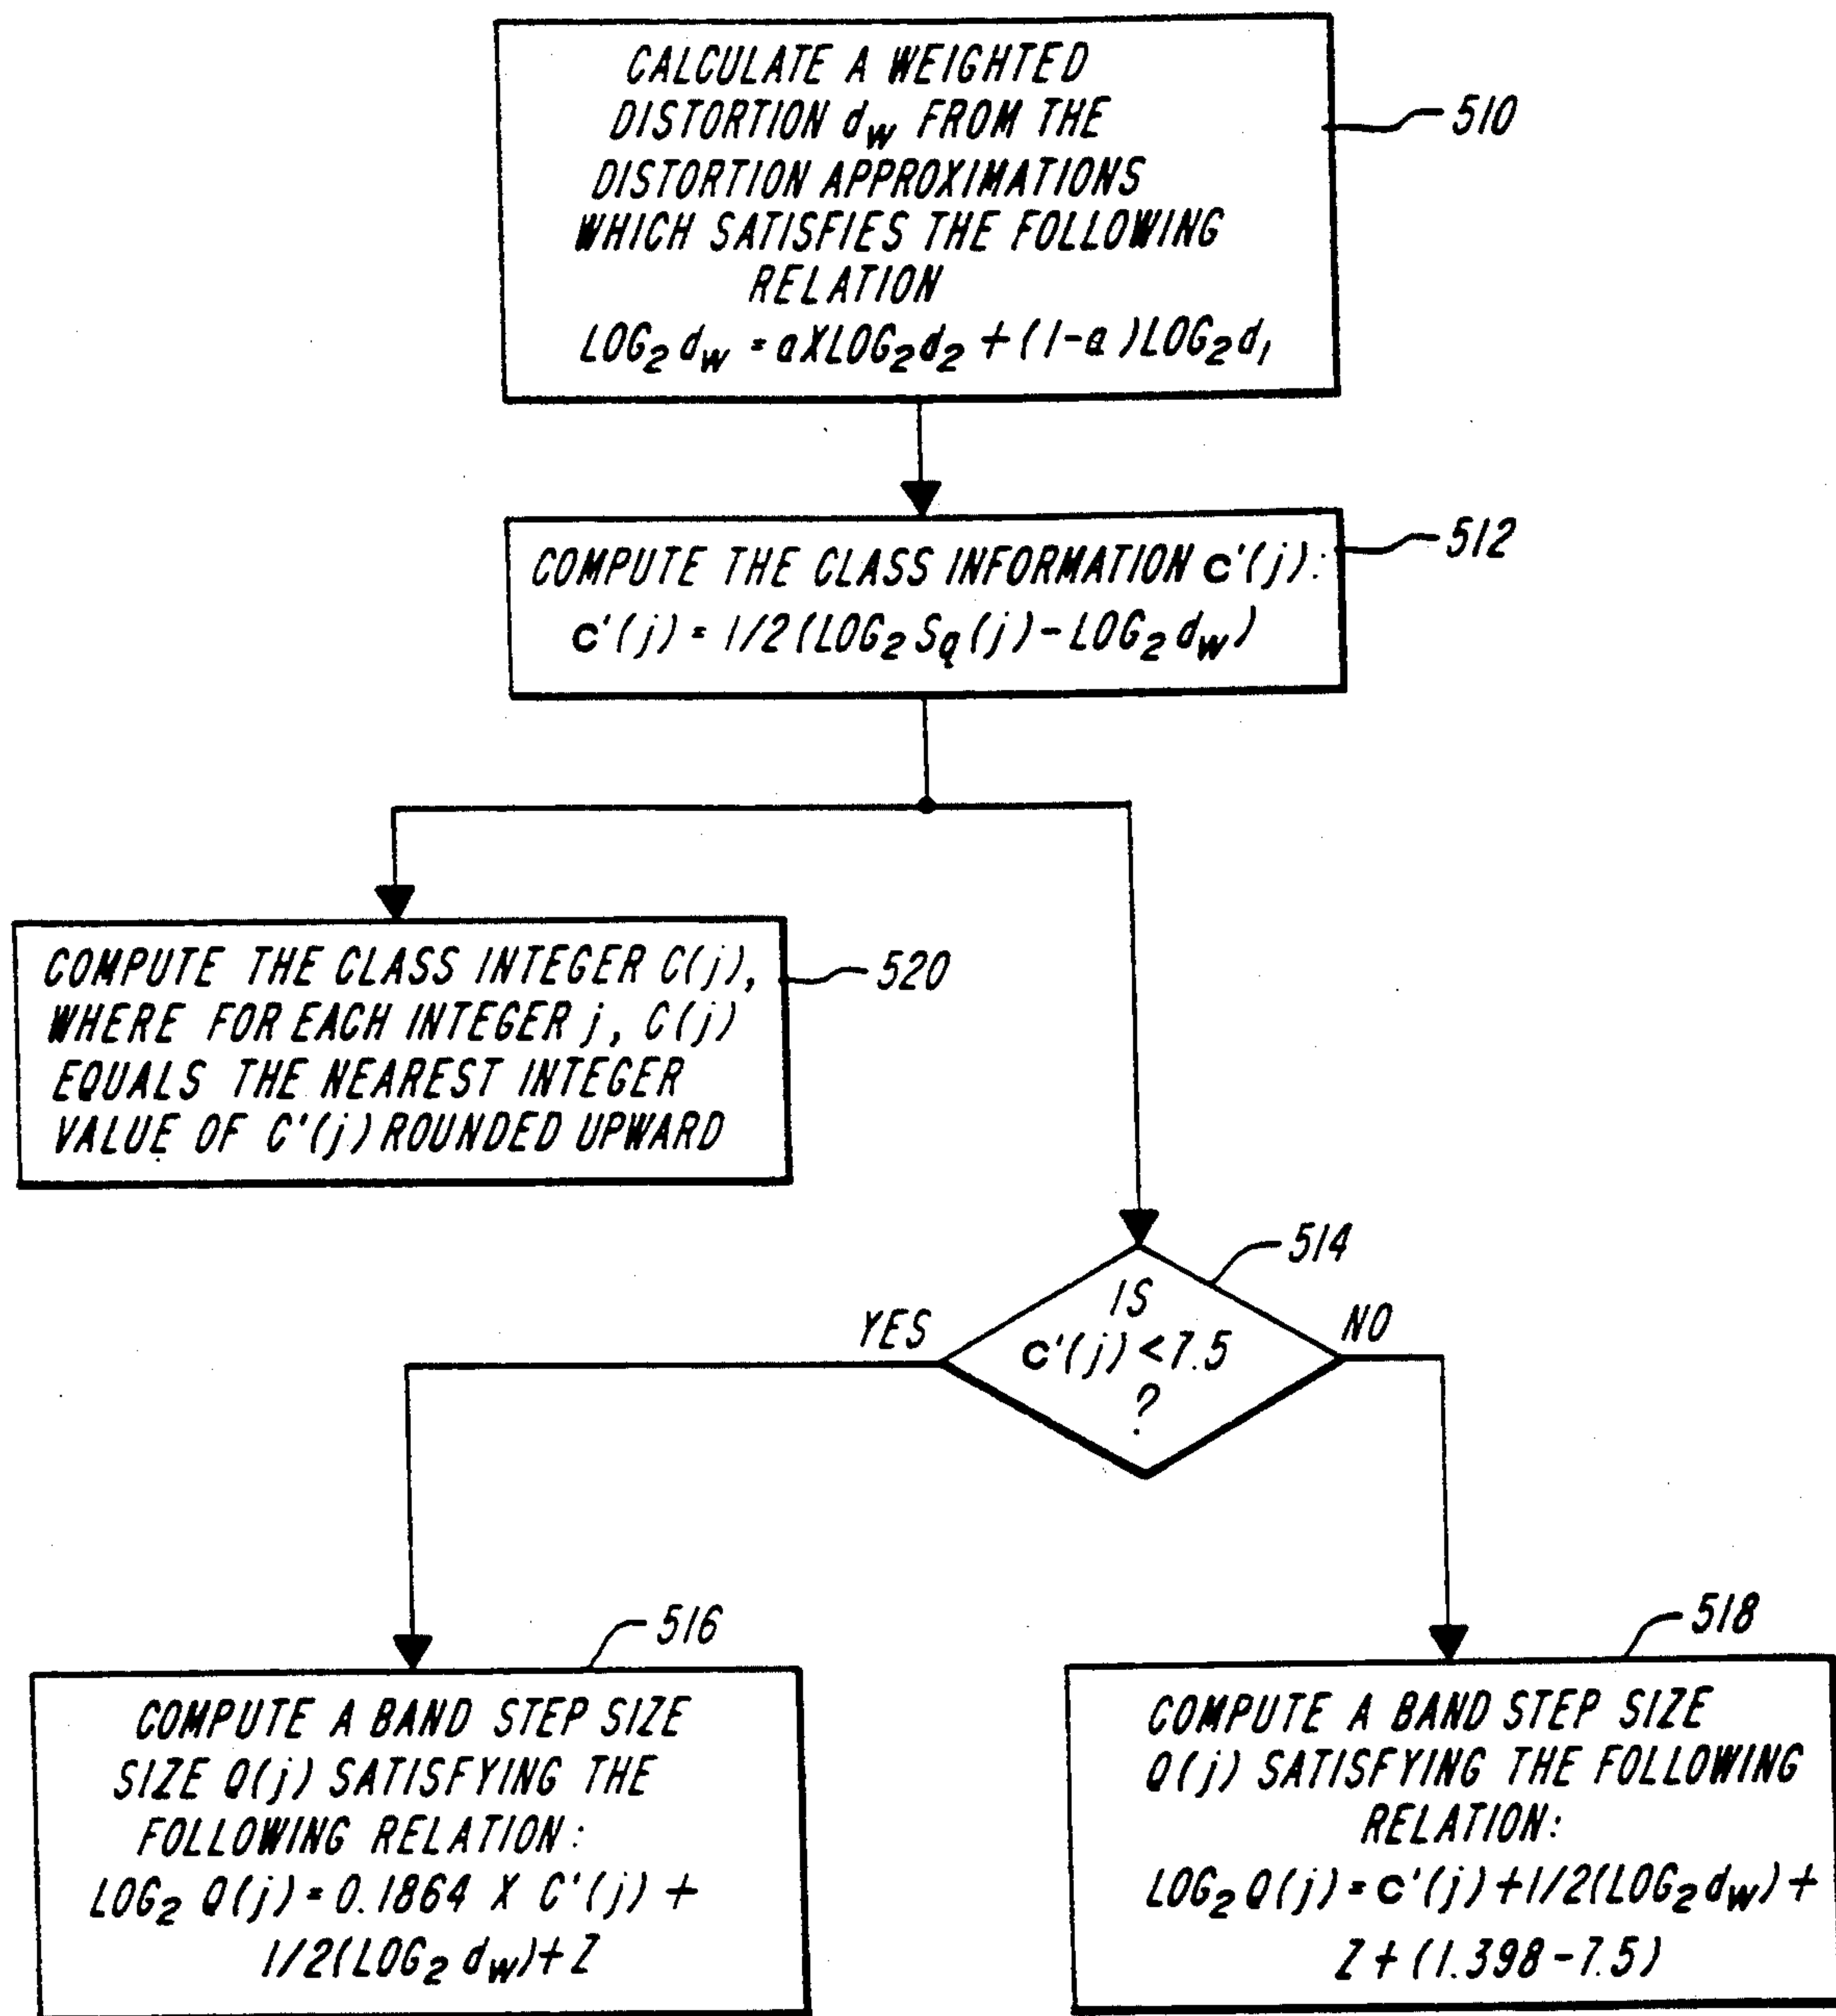 CALCULATE A WEIGHTED
DISTORTION dw FROM THE
DISTORTION APPROXIMATIONS
WHICH SATISFIES THE FOLLOWING
RELATION
LOG2 dw = aXLOG2d2 + (1-a)LOG2d1
510
COMPUTE THE CLASS INFORMATION c'(j):
c'(j) = 1/2(LOG2 SQ(j) - LOG2 dw)
512
COMPUTE THE CLASS INTEGER C(j),
WHERE FOR EACH INTEGER j, C(j)
EQUALS THE NEAREST INTEGER
VALUE OF C'(j) ROUNDED UPWARD
520
514
IS
c'(j) < 7.5
?
YES
NO
516
COMPUTE A BAND STEP SIZE
SIZE Q(j) SATISFYING THE
FOLLOWING RELATION:
LOG2 Q(j) = 0.1864 X C'(j) +
1/2(LOG2 dw) + Z
518
COMPUTE A BAND STEP SIZE
Q(j) SATISFYING THE FOLLOWING
RELATION:
LOG2 Q(j) = c'(j) + 1/2(LOG2 dw) +
Z + (1.398 - 7.5)